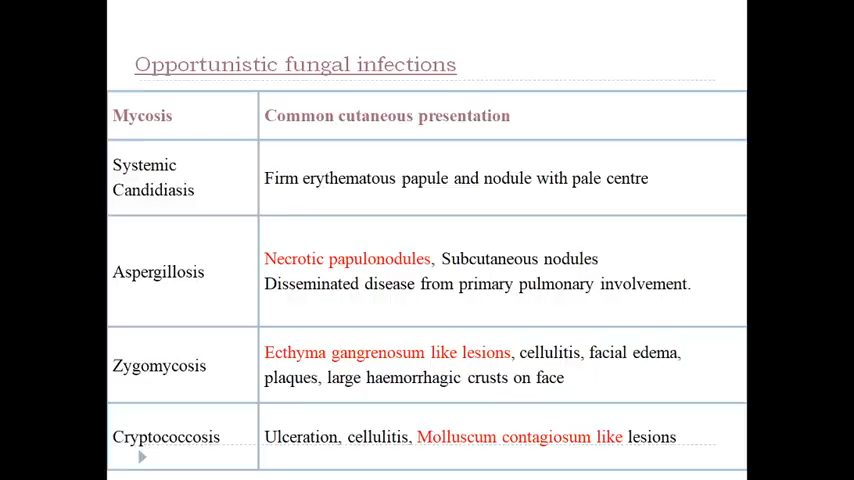 Opportunistic fungal infections
Mycosis
Common cutaneous presentation
Systemic
Candidiasis
Firm erythematous papule and nodule with pale centre
Aspergillosis
Necrotic papulonodules, Subcutaneous nodules
Disseminated disease from primary pulmonary involvement.
Zygomycosis
Ecthyma gangrenosum like lesions, cellulitis, facial edema,
plaques, large haemorrhagic crusts on face
Cryptococcosis
Ulceration, cellulitis, Molluscum contagiosum like lesions